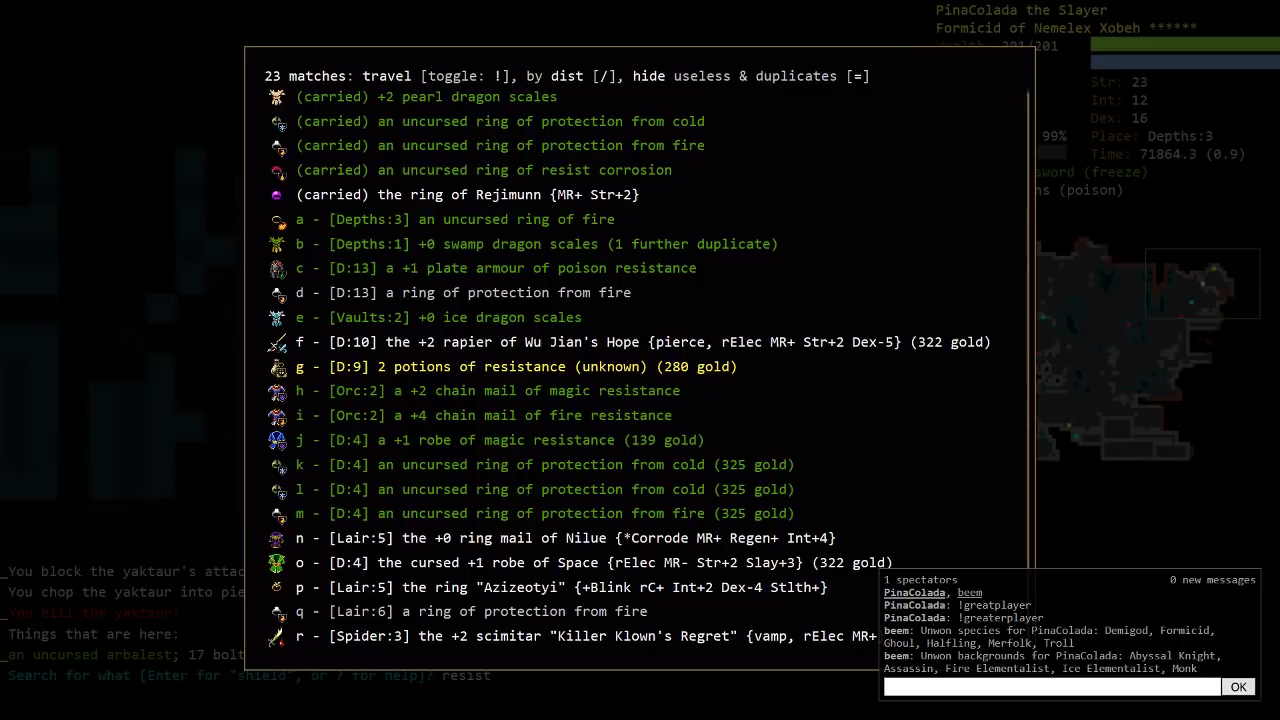 PinaColada the Slayer
Formicid of Nemelex Xobeh ******
201/201
Str: 23
Int: 12
Dex: 16
99% Place: Depths:3
Time: 71864.3 (0.9)
sword (freeze)
(poison)
23 matches: travel [toggle: !], by dist [/], hide useless & duplicates [=]
(carried) +2 pearl dragon scales
(carried) an uncursed ring of protection from cold
(carried) an uncursed ring of protection from fire
(carried) an uncursed ring of resist corrosion
(carried) the ring of Rejimunn {MR+ Str+2}
a - [Depths:3] an uncursed ring of fire
b - [Depths:1] +0 swamp dragon scales (1 further duplicate)
c - [D:13] a +1 plate armour of poison resistance
d - [D:13] a ring of protection from fire
e - [Vaults:2] +0 ice dragon scales
f - [D:10] the +2 rapier of Wu Jian's Hope {pierce, rElec MR+ Str+2 Dex-5} (322 gold)
g - [D:9] 2 potions of resistance (unknown) (280 gold)
h - [Orc:2] a +2 chain mail of magic resistance
i - [Orc:2] a +4 chain mail of fire resistance
j - [D:4] a +1 robe of magic resistance (139 gold)
k - [D:4] an uncursed ring of protection from cold (325 gold)
l - [D:4] an uncursed ring of protection from cold (325 gold)
m - [D:4] an uncursed ring of protection from fire (325 gold)
n - [Lair:5] the +0 ring mail of Nilue {*Corrode MR+ Regen+ Int+4}
o - [D:4] the cursed +1 robe of Space {rElec MR- Str+2 Slay+3} (322 gold)
p - [Lair:5] the ring "Azizeotyi" {+Blink rC+ Int+2 Dex-4 Stlth+}
q - [Lair:6] a ring of protection from fire
r - [Spider:3] the +2 scimitar "Killer Klown's Regret" {vamp, rElec MR+
_You block the yaktaur's atta
You chop the yaktaur into pie
You kill the yaktaur!
Things that are here:
an uncursed arbalest; 17 bolt
Search for what [Enter for "shield", or ? for help]? resist
1 spectators 0 new messages
PinaColada, beem
PinaColada: !greatplayer
PinaColada: !greaterplayer
beem: Unwon species for PinaColada: Demigod, Formicid,
Ghoul, Halfling, Merfolk, Troll
beem: Unwon backgrounds for PinaColada: Abyssal Knight,
Assassin, Fire Elementalist, Ice Elementalist, Monk
OK